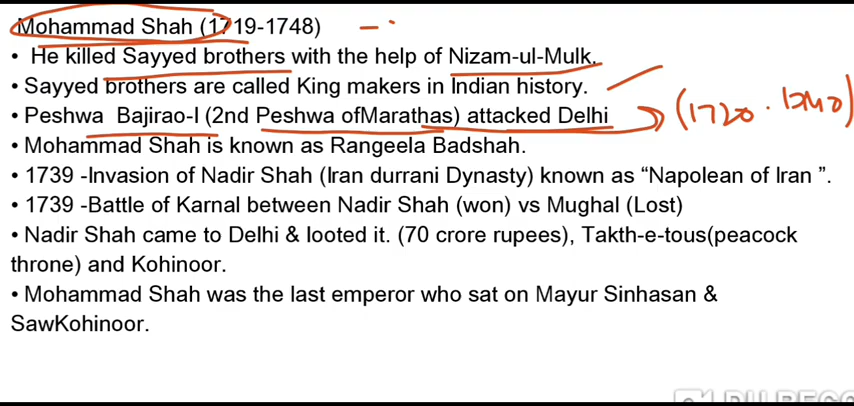 Mohammad Shah (1719-1748)
• He killed Sayyed brothers with the help of Nizam-ul-Mulk.
• Sayyed brothers are called King makers in Indian history.
• Peshwa Bajirao-I (2nd Peshwa ofMarathas) attacked Delhi (1720 - 1740)
• Mohammad Shah is known as Rangeela Badshah.
• 1739 -Invasion of Nadir Shah (Iran durrani Dynasty) known as “Napolean of Iran ”.
• 1739 -Battle of Karnal between Nadir Shah (won) vs Mughal (Lost)
• Nadir Shah came to Delhi & looted it. (70 crore rupees), Takth-e-tous(peacock
throne) and Kohinoor.
• Mohammad Shah was the last emperor who sat on Mayur Sinhasan &
SawKohinoor.